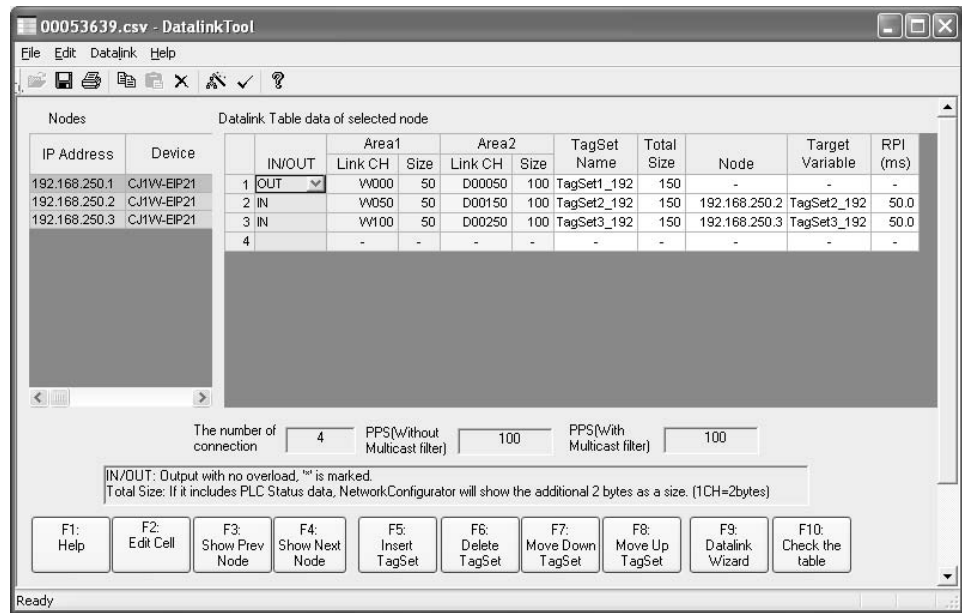 00053639.csv - DatalinkTool
File Edit Datalink Help
Nodes
Datalink Table data of selected node
IP Address Device
192.168.250.1 CJ1W-EIP21
192.168.250.2 CJ1W-EIP21
192.168.250.3 CJ1W-EIP21
IN/OUT Area1 Area2 TagSet Name Total Size Node Target Variable RPI (ms)
Link CH Size Link CH Size
1 OUT W000 50 D00050 100 TagSet1_192 150 - - -
2 IN W050 50 D00150 100 TagSet2_192 150 192.168.250.2 TagSet2_192 50.0
3 IN W100 50 D00250 100 TagSet3_192 150 192.168.250.3 TagSet3_192 50.0
4 - - - - - - - - -
The number of connection 4 PPS(Without Multicast filter) 100 PPS(With Multicast filter) 100
IN/OUT: Output with no overload, '*' is marked.
Total Size: If it includes PLC Status data, NetworkConfigurator will show the additional 2 bytes as a size. (1CH=2bytes)
F1: Help
F2: Edit Cell
F3: Show Prev Node
F4: Show Next Node
F5: Insert TagSet
F6: Delete TagSet
F7: Move Down TagSet
F8: Move Up TagSet
F9: Datalink Wizard
F10: Check the table
Ready